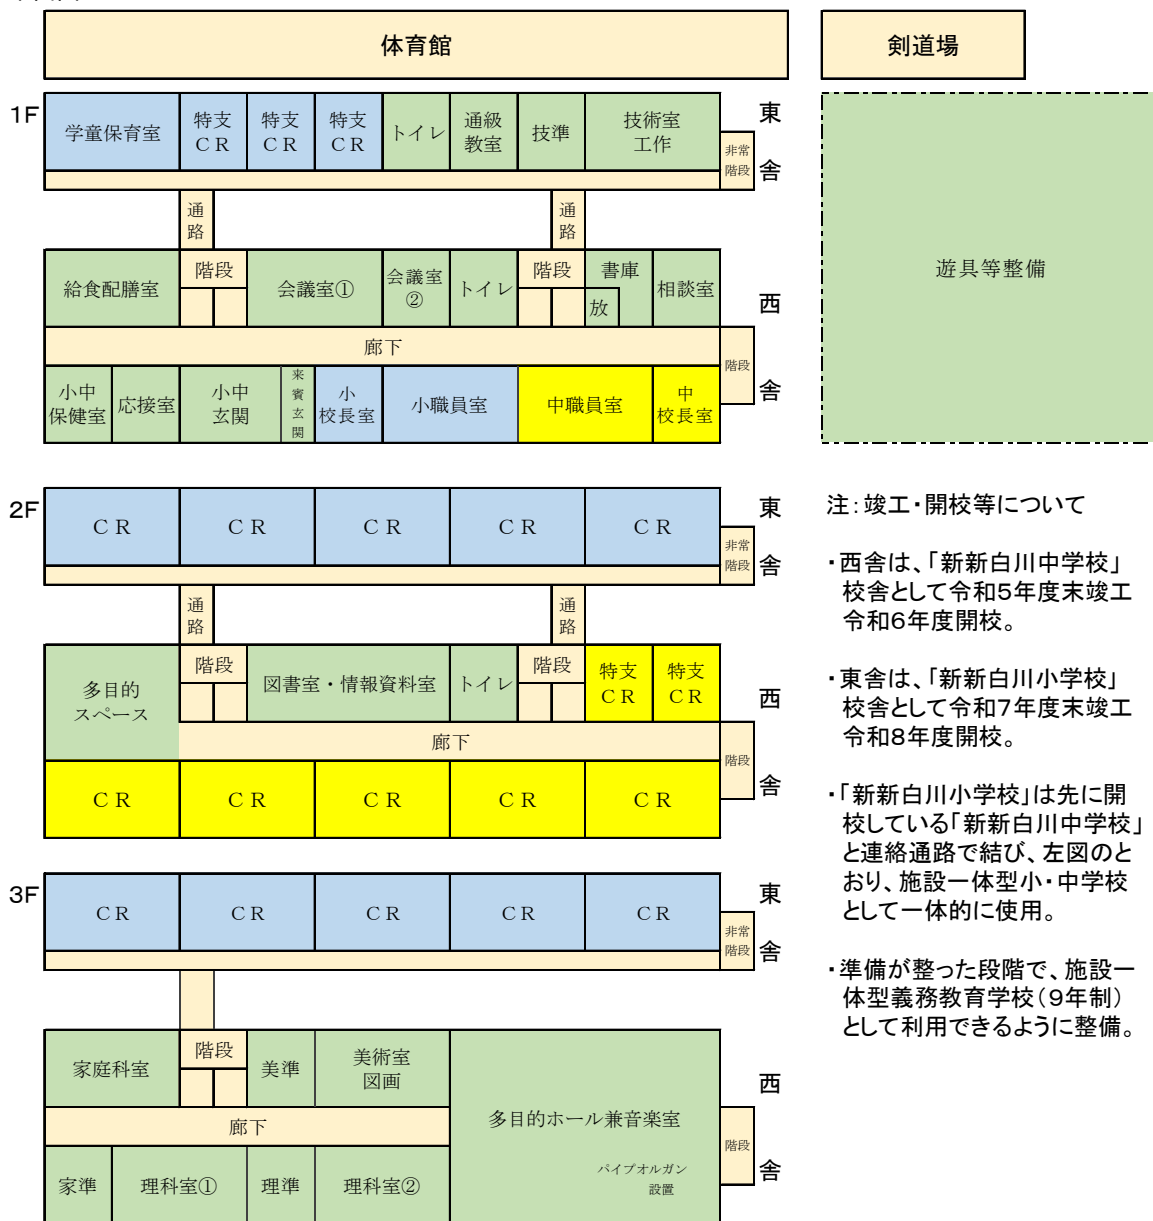 体育館
剣道場
1F
学童保育室
特支
CR
特支
CR
特支
CR
トイレ
通級
教室
技準
技術室
工作
非常
階段
東
舎
通
路
通
路
遊具等整備
給食配膳室
階段
会議室①
会議室
②
トイレ
階段
書庫
放
相談室
西
舎
廊下
階段
小中
保健室
応接室
小中
玄関
来
賓
玄
関
小
校長室
小職員室
中職員室
中
校長室
2F
CR
CR
CR
CR
CR
非常
階段
東
舎
通
路
通
路
多目的
スペース
階段
図書室・情報資料室
トイレ
階段
特支
CR
特支
CR
西
舎
廊下
階段
CR
CR
CR
CR
CR
3F
CR
CR
CR
CR
CR
非常
階段
東
舎
家庭科室
階段
美準
美術室
図画
多目的ホール兼音楽室
パイプオルガン
設置
西
舎
廊下
階段
家準
理科室①
理準
理科室②
注：竣工・開校等について
・西舎は、「新新白川中学校」
校舎として令和5年度末竣工
令和6年度開校。
・東舎は、「新新白川小学校」
校舎として令和7年度末竣工
令和8年度開校。
・「新新白川小学校」は先に開
校している「新新白川中学校」
と連絡通路で結び、左図のと
おり、施設一体型小・中学校
として一体的に使用。
・準備が整った段階で、施設一
体型義務教育学校（9年制）
として利用できるように整備。